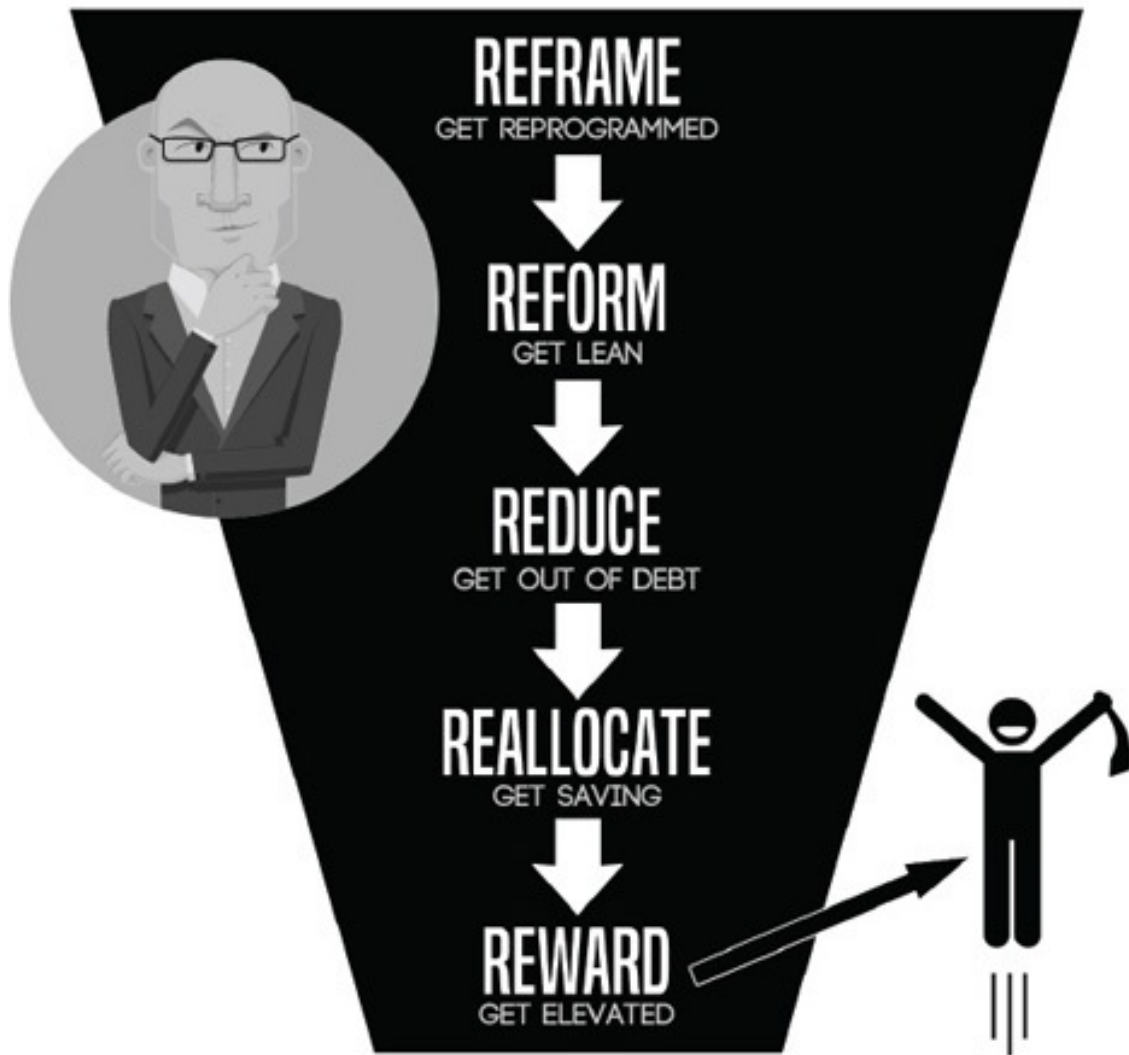 REFRAME
GET REPROGRAMMED
REFORM
GET LEAN
REDUCE
GET OUT OF DEBT
REALLOCATE
GET SAVING
REWARD
GET ELEVATED